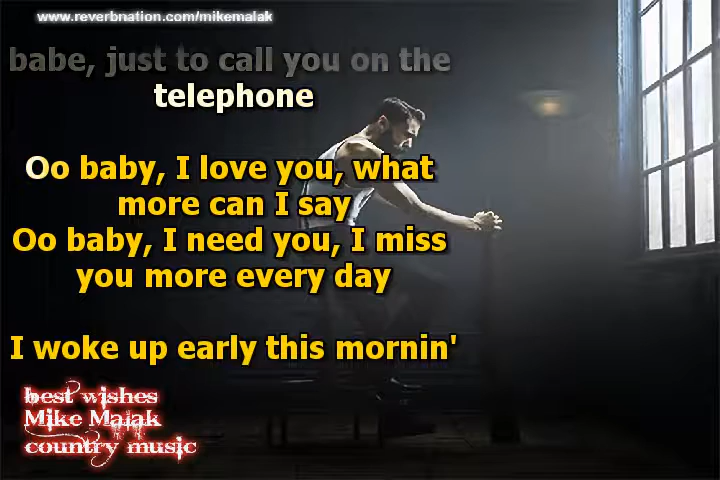 www.reverbnation.com/mikemalak
babe, just to call you on the
telephone
Oo baby, I love you, what
more can I say
Oo baby, I need you, I miss
you more every day
I woke up early this mornin'
best wishes
Mike Malak
country music